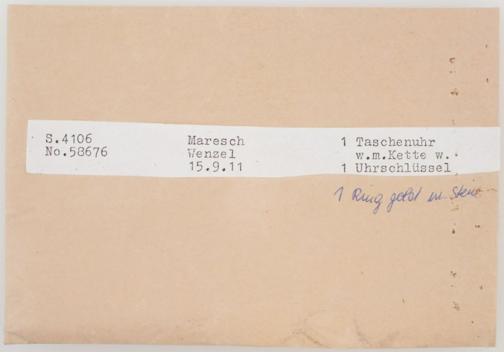 S.4106
No.58676
Maresch
Wenzel
15.9.11
1 Taschenuhr
w.m.Kette w.
1 Uhrschlüssel
1 Ring gold m. Stein